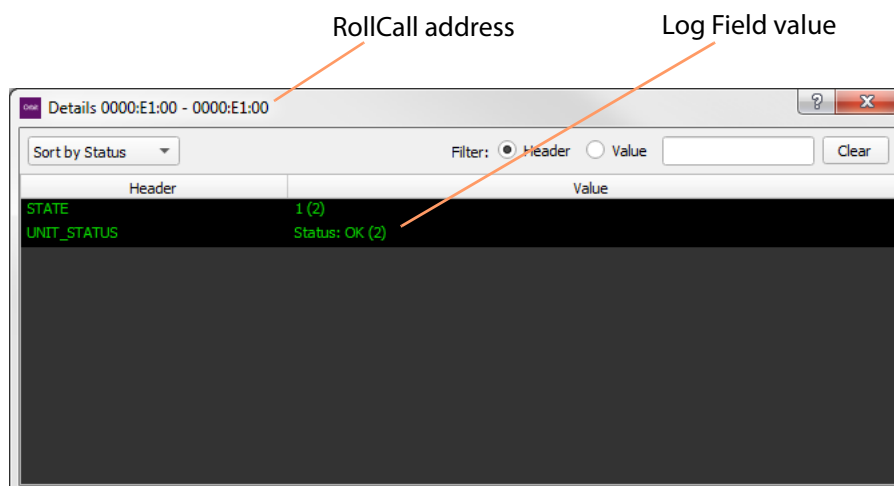 RollCall address
Log Field value
Orbit
Details 0000:E1:00 - 0000:E1:00
?
X
Sort by Status
Filter: Header Value
Clear
Header Value
STATE 1 (2)
UNIT_STATUS Status: OK (2)